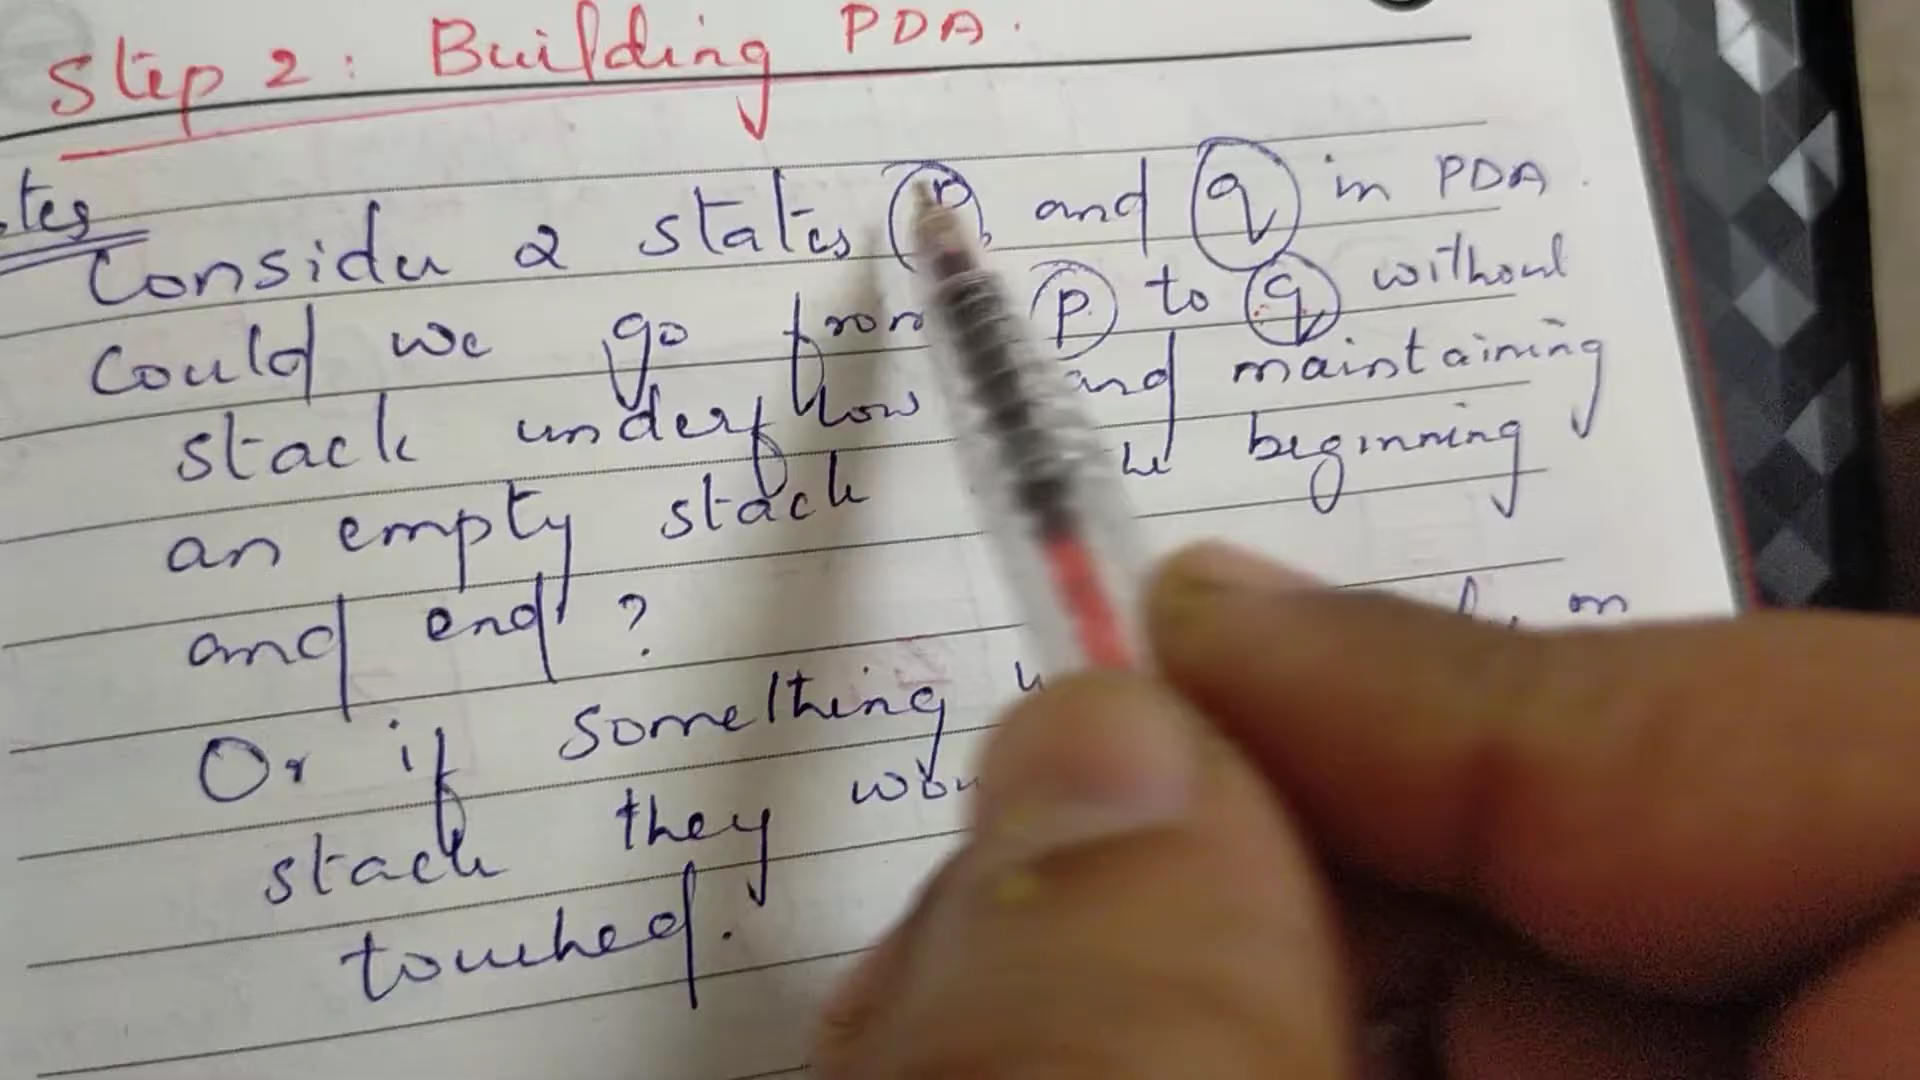 Step 2: Building PDA.
Consider 2 states p and q in PDA.
Could we go from p to q without
stack underflow and maintaining
an empty stack beginning
and end?
Or if something on
stack they
touched.